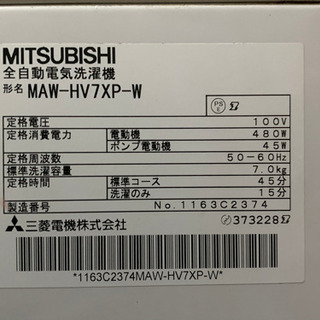 MITSUBISHI
全自動電気洗濯機
形名 MAW-HV7XP-W
PS E
定格電圧 100V
定格消費電力 電動機 480W
ポンプ電動機 45W
定格周波数 50-60Hz
標準洗濯容量 7.0kg
定格時間 標準コース 45分
洗濯のみ 15分
製造番号 No.1163C2374
373228
三菱電機株式会社
*1163C2374MAW-HV7XP-W*